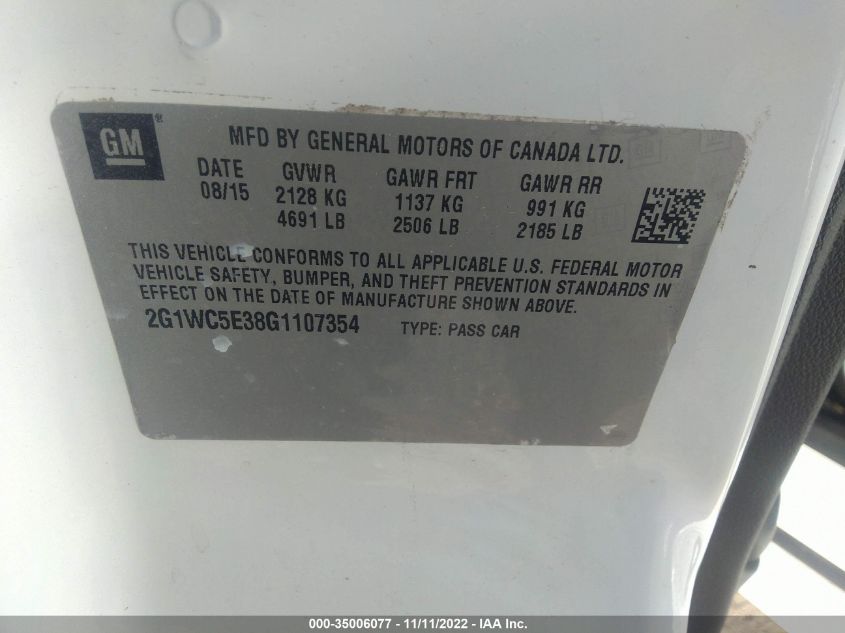 GM®
MFD BY GENERAL MOTORS OF CANADA LTD.
DATE GVWR GAWR FRT GAWR RR
08/15 2128 KG 1137 KG 991 KG
4691 LB 2506 LB 2185 LB
THIS VEHICLE CONFORMS TO ALL APPLICABLE U.S. FEDERAL MOTOR
VEHICLE SAFETY, BUMPER, AND THEFT PREVENTION STANDARDS IN
EFFECT ON THE DATE OF MANUFACTURE SHOWN ABOVE.
2G1WC5E38G1107354 TYPE: PASS CAR
000-35006077 - 11/11/2022 - IAA Inc.